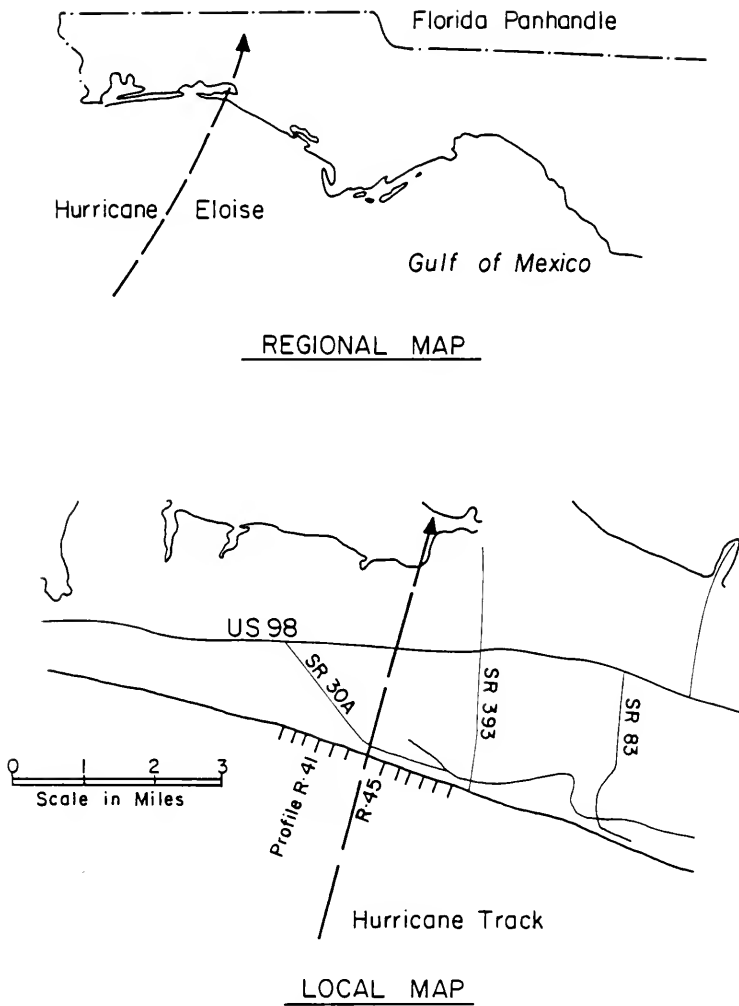 Florida Panhandle
Hurricane Eloise
Gulf of Mexico
REGIONAL MAP
US 98
SR 30A
SR 393
SR 83
0 1 2 3
Scale in Miles
Profile R-41
R-45
Hurricane Track
LOCAL MAP